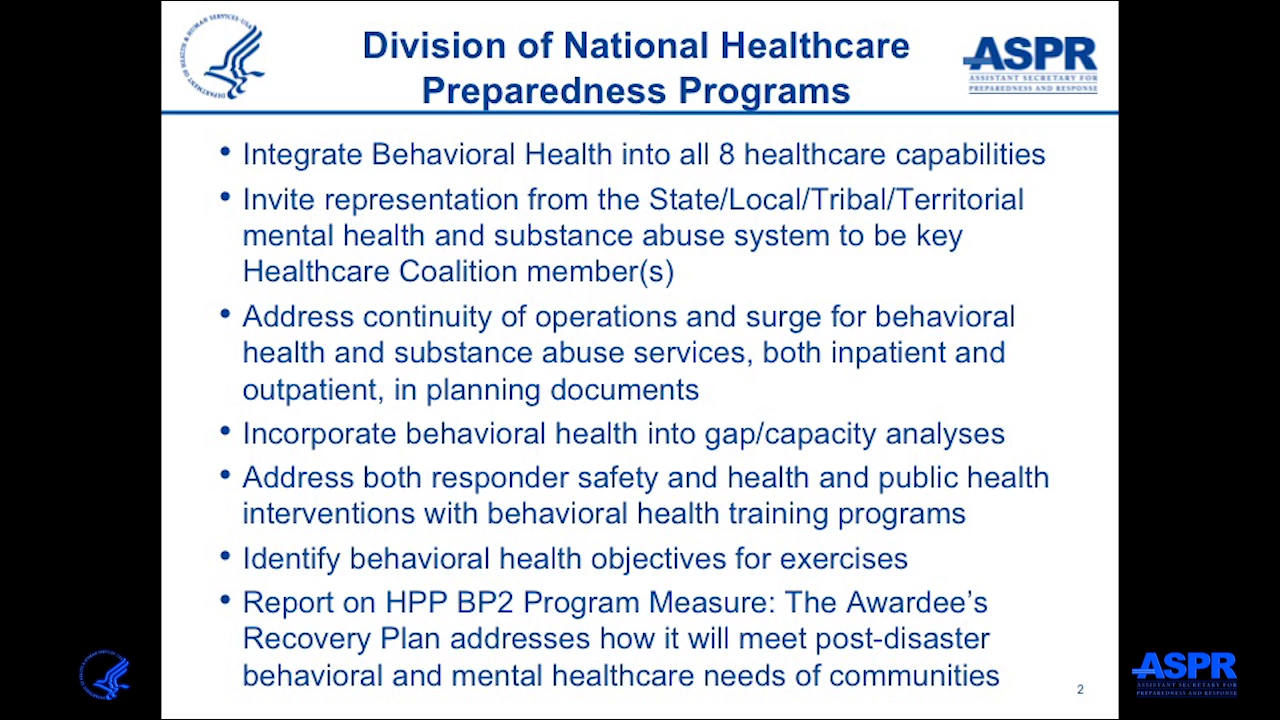 Division of National Healthcare
Preparedness Programs
DEPARTMENT OF HEALTH & HUMAN SERVICES • USA
ASPR
ASSISTANT SECRETARY FOR
PREPAREDNESS AND RESPONSE
• Integrate Behavioral Health into all 8 healthcare capabilities
• Invite representation from the State/Local/Tribal/Territorial
mental health and substance abuse system to be key
Healthcare Coalition member(s)
• Address continuity of operations and surge for behavioral
health and substance abuse services, both inpatient and
outpatient, in planning documents
• Incorporate behavioral health into gap/capacity analyses
• Address both responder safety and health and public health
interventions with behavioral health training programs
• Identify behavioral health objectives for exercises
• Report on HPP BP2 Program Measure: The Awardee’s
Recovery Plan addresses how it will meet post-disaster
behavioral and mental healthcare needs of communities
2
ASPR
ASSISTANT SECRETARY FOR
PREPAREDNESS AND RESPONSE